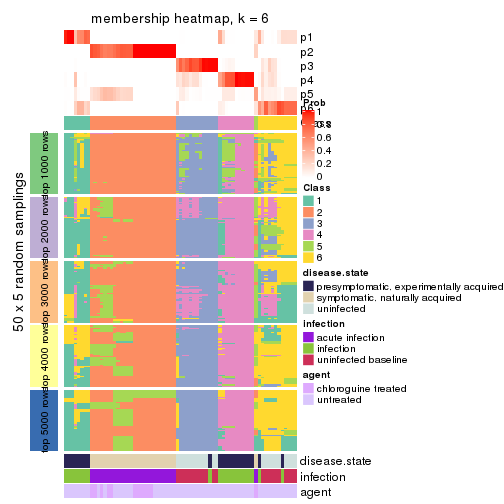 membership heatmap, k = 6
p1
p2
p3
p4
p5
p6
Prob
1
0.8
0.6
0.4
0.2
0
Class
Class
1
2
3
4
5
6
50 x 5 random samplings
top 1000 rows
top 2000 rows
top 3000 rows
top 4000 rows
top 5000 rows
disease.state
presymptomatic. experimentally acquired
symptomatic. naturally acquired
uninfected
infection
acute infection
infection
uninfected baseline
agent
chloroguine treated
untreated
disease.state
infection
agent